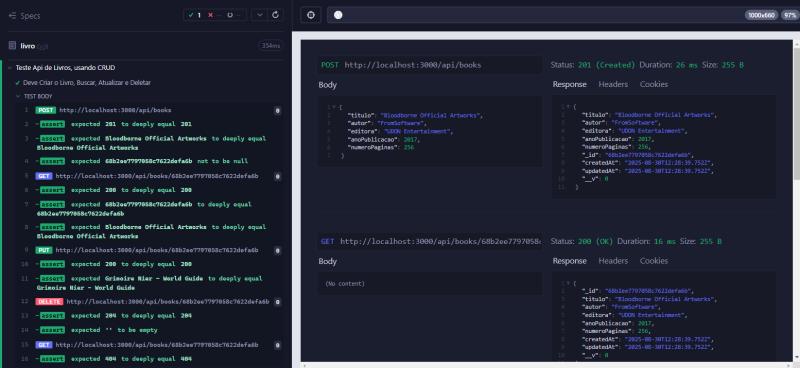 Specs
1
--
--
1000x660
97%
livro
354ms
Teste Api de Livros, usando CRUD
Deve Criar o Livro, Buscar, Atualizar e Deletar
TEST BODY
1 POST http://localhost:3000/api/books
2 -assert expected 201 to deeply equal 201
3 -assert expected Bloodborne Official Artworks to deeply equal
Bloodborne Official Artworks
4 -assert expected 68b2ee7797058c7622defa6b not to be null
5 GET http://localhost:3000/api/books/68b2ee7797058c7622defa6b
6 -assert expected 200 to deeply equal 200
7 -assert expected 68b2ee7797058c7622defa6b to deeply equal
68b2ee7797058c7622defa6b
8 -assert expected Bloodborne Official Artworks to deeply equal
Bloodborne Official Artworks
9 PUT http://localhost:3000/api/books/68b2ee7797058c7622defa6b
10 -assert expected 200 to deeply equal 200
11 -assert expected Grimoire Nier - World Guide to deeply equal
Grimoire Nier - World Guide
12 DELETE http://localhost:3000/api/books/68b2ee7797058c7622defa6b
13 -assert expected 204 to deeply equal 204
14 -assert expected '' to be empty
15 GET http://localhost:3000/api/books/68b2ee7797058c7622defa6b
16 -assert expected 404 to deeply equal 404
POST http://localhost:3000/api/books
Status: 201 (Created) Duration: 26 ms Size: 255 B
Body
1 {
2 "titulo": "Bloodborne Official Artworks",
3 "autor": "FromSoftware",
4 "editora": "UDON Entertainment",
5 "anoPublicacao": 2017,
6 "numeroPaginas": 256
7 }
Response Headers Cookies
1 {
2 "titulo": "Bloodborne Official Artworks",
3 "autor": "FromSoftware",
4 "editora": "UDON Entertainment",
5 "anoPublicacao": 2017,
6 "numeroPaginas": 256,
7 "_id": "68b2ee7797058c7622defa6b",
8 "createdAt": "2025-08-30T12:28:39.752Z",
9 "updatedAt": "2025-08-30T12:28:39.752Z",
10 "__v": 0
11 }
GET http://localhost:3000/api/books/68b2ee7797058c
Status: 200 (OK) Duration: 16 ms Size: 255 B
Body
(No content)
Response Headers Cookies
1 {
2 "_id": "68b2ee7797058c7622defa6b",
3 "titulo": "Bloodborne Official Artworks",
4 "autor": "FromSoftware",
5 "editora": "UDON Entertainment",
6 "anoPublicacao": 2017,
7 "numeroPaginas": 256,
8 "createdAt": "2025-08-30T12:28:39.752Z",
9 "updatedAt": "2025-08-30T12:28:39.752Z",
10 "__v": 0